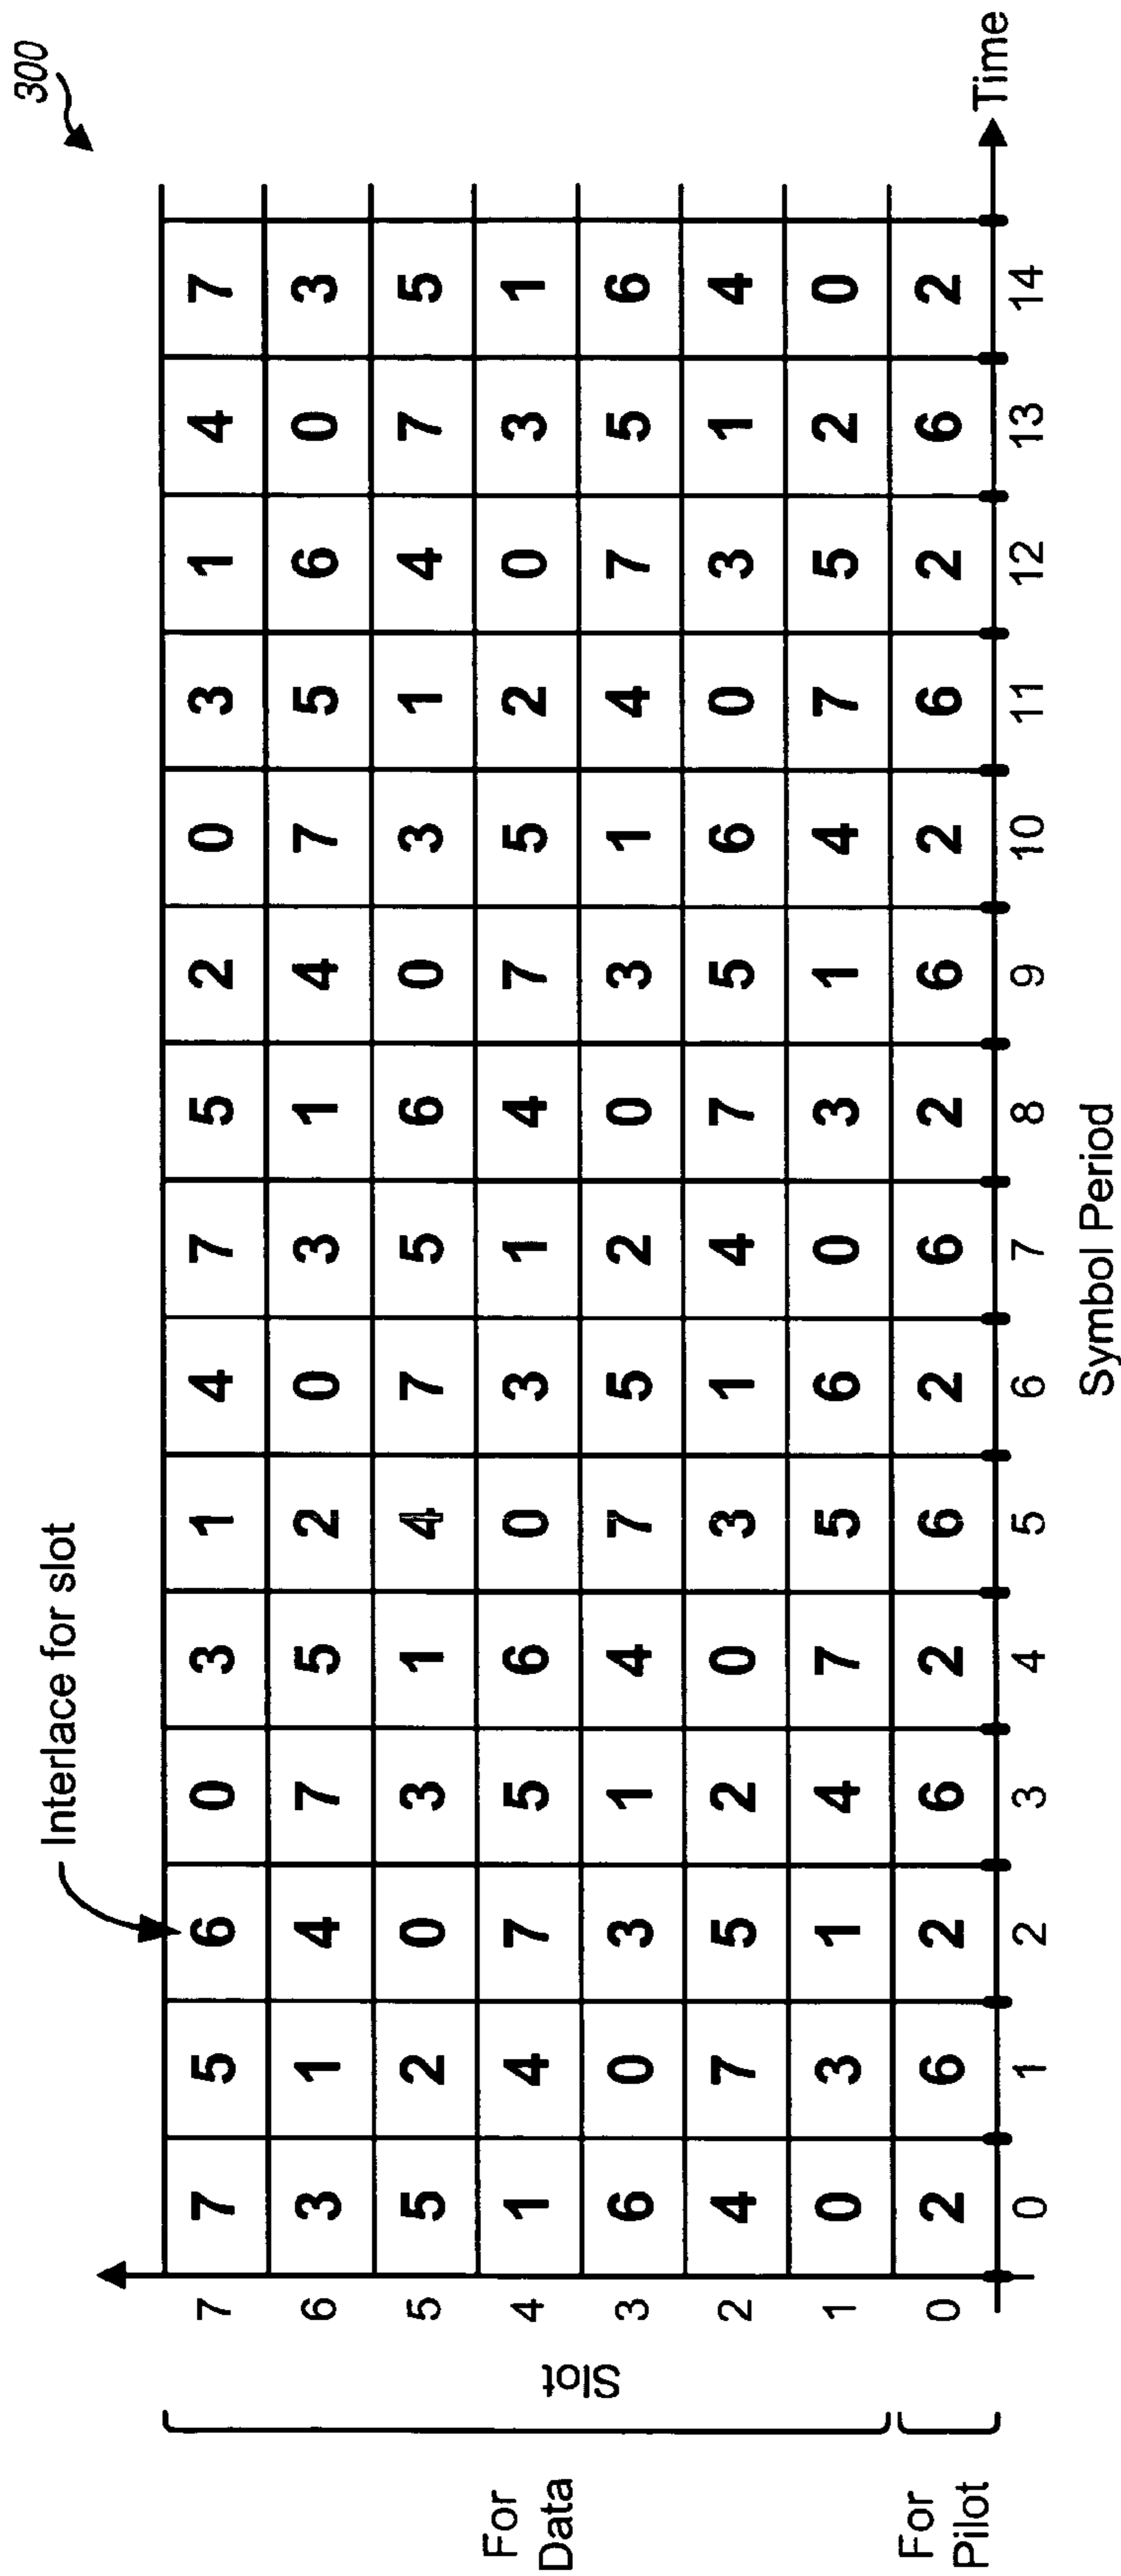 300
Interlace for slot
7 7 5 6 0 3 1 4 7 5 2 0 3 1 4 7
6 3 1 4 7 5 2 0 3 1 4 7 5 6 0 3
5 5 2 0 3 1 4 7 5 6 0 3 1 4 7 5
4 1 4 7 5 6 0 3 1 4 7 5 2 0 3 1
3 6 0 3 1 4 7 5 2 0 3 1 4 7 5 6
2 4 7 5 2 0 3 1 4 7 5 6 0 3 1 4
1 0 3 1 4 7 5 6 0 3 1 4 7 5 2 0
0 2 6 2 6 2 6 2 6 2 6 2 6 2 6 2
0 1 2 3 4 5 6 7 8 9 10 11 12 13 14
Time
Symbol Period
Slot
For
Data
For
Pilot